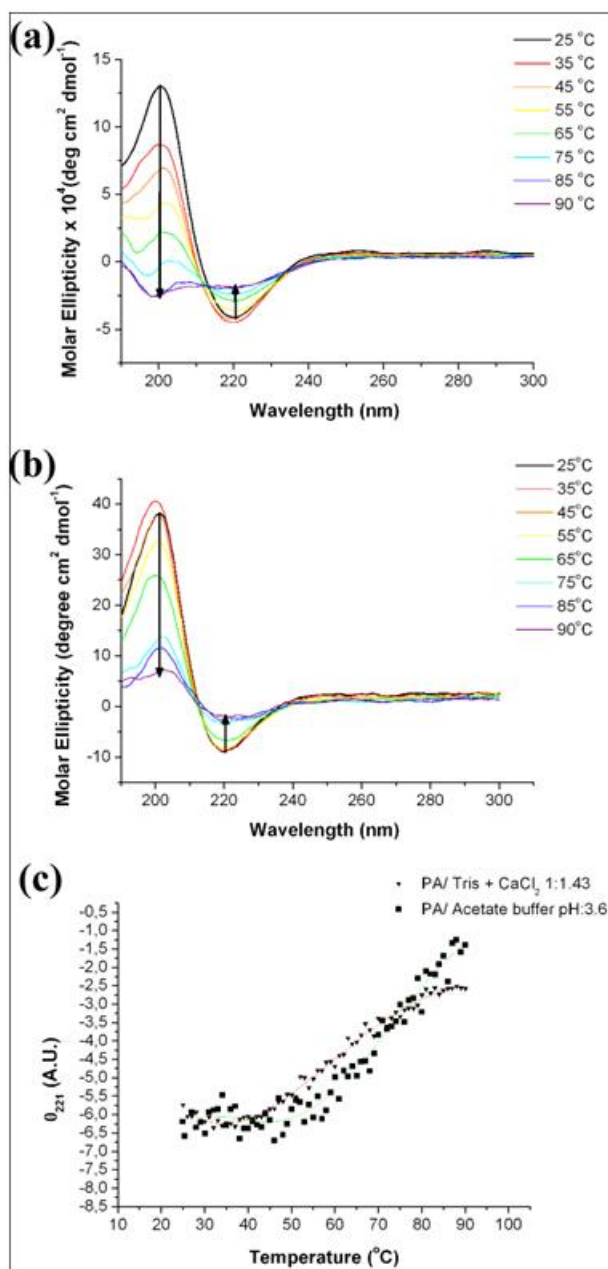 (a)
25 °C
35 °C
45 °C
55 °C
65 °C
75 °C
85 °C
90 °C
Molar Ellipticity x 10⁴(deg cm² dmol⁻¹)
15
10
5
0
-5
200 220 240 260 280 300
Wavelength (nm)
(b)
25°C
35°C
45°C
55°C
65°C
75°C
85°C
90°C
Molar Ellipticity (degree cm² dmol⁻¹)
40
30
20
10
0
-10
200 220 240 260 280 300
Wavelength (nm)
(c)
PA/ Tris + CaCl₂ 1:1.43
PA/ Acetate buffer pH:3.6
θ₂₂₁ (A.U.)
-0,5
-1,0
-1,5
-2,0
-2,5
-3,0
-3,5
-4,0
-4,5
-5,0
-5,5
-6,0
-6,5
-7,0
-7,5
-8,0
-8,5
10 20 30 40 50 60 70 80 90 100
Temperature (°C)